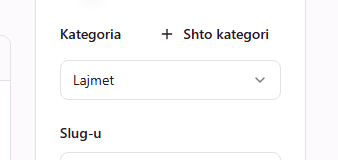 Kategoria + Shto kategori
Lajmet
Slug-u